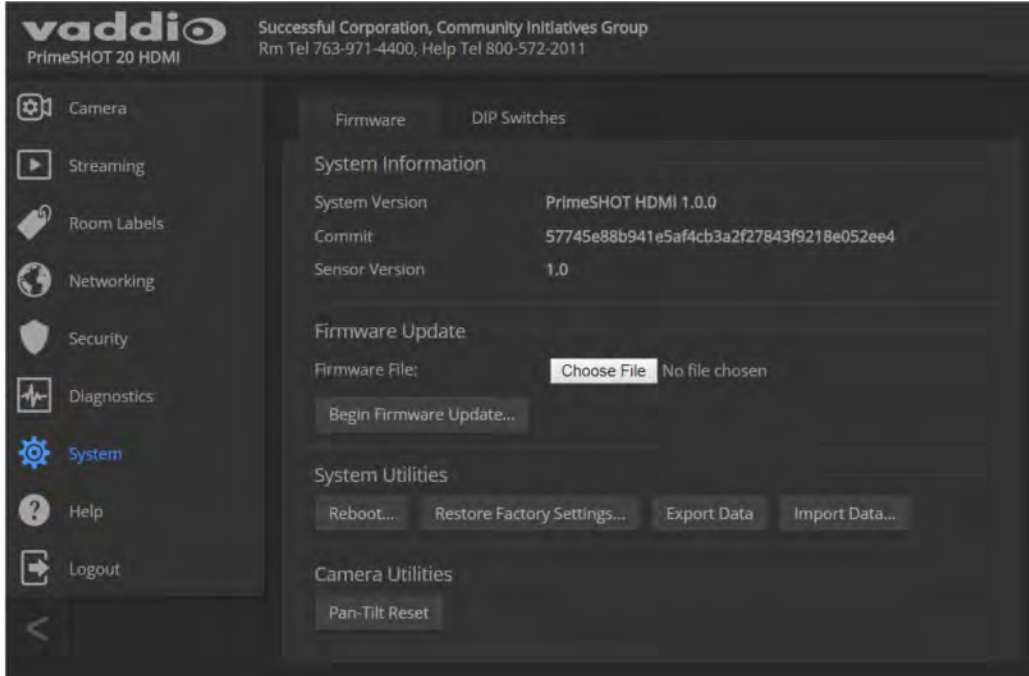 vaddio
PrimeSHOT 20 HDMI
Successful Corporation, Community Initiatives Group
Rm Tel 763-971-4400, Help Tel 800-572-2011
Camera
Streaming
Room Labels
Networking
Security
Diagnostics
System
Help
Logout
Firmware DIP Switches
System Information
System Version PrimeSHOT HDMI 1.0.0
Commit 57745e88b941e5af4cb3a2f27843f9218e052ee4
Sensor Version 1.0
Firmware Update
Firmware File: Choose File No file chosen
Begin Firmware Update...
System Utilities
Reboot... Restore Factory Settings... Export Data Import Data...
Camera Utilities
Pan-Tilt Reset